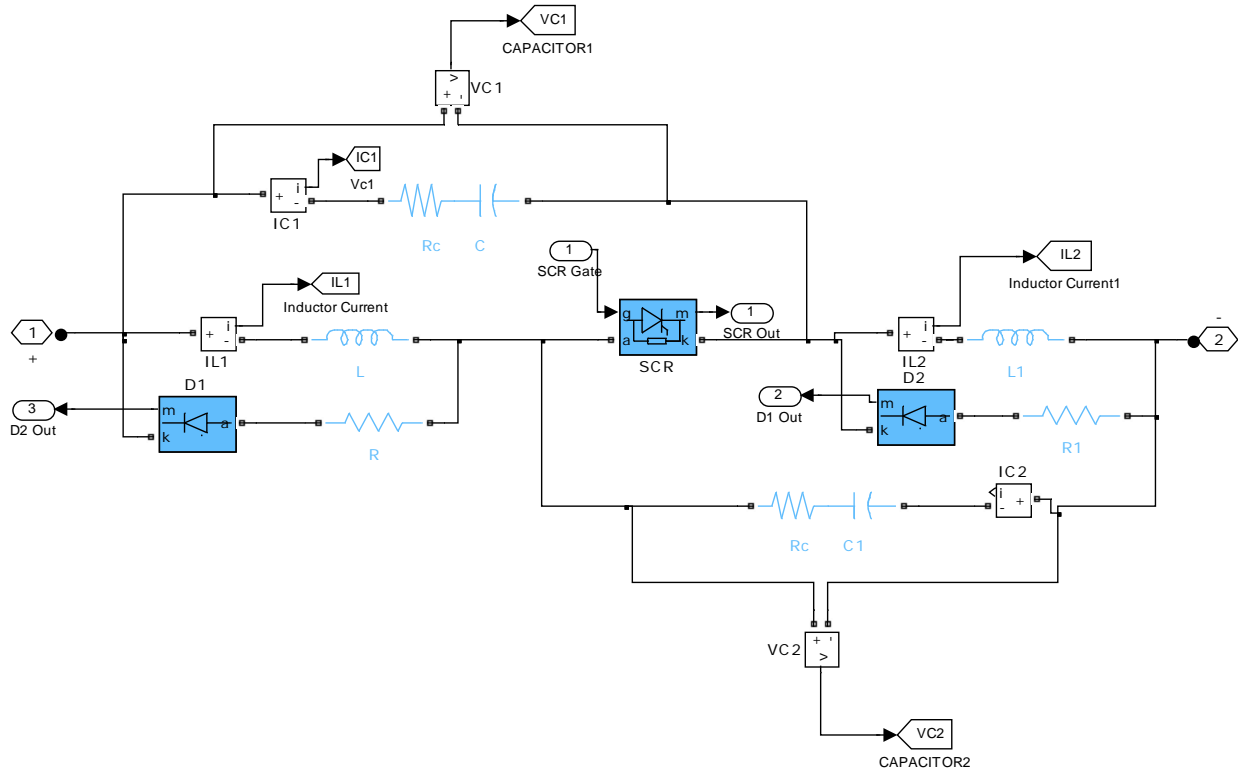 VC1
CAPACITOR1
>
+ -
VC1
IC1
Vc1
i
+
-
IC1
Rc
C
1
SCR Gate
IL2
Inductor Current1
IL1
Inductor Current
1
+
i
+
-
IL1
L
g
m
a
k
SCR
1
SCR Out
i
+
-
IL2
L1
-
2
D1
m
a
k
3
D2 Out
R
D2
m
a
k
2
D1 Out
R1
IC2
i
+
-
Rc
C1
+ -
>
VC2
VC2
CAPACITOR2